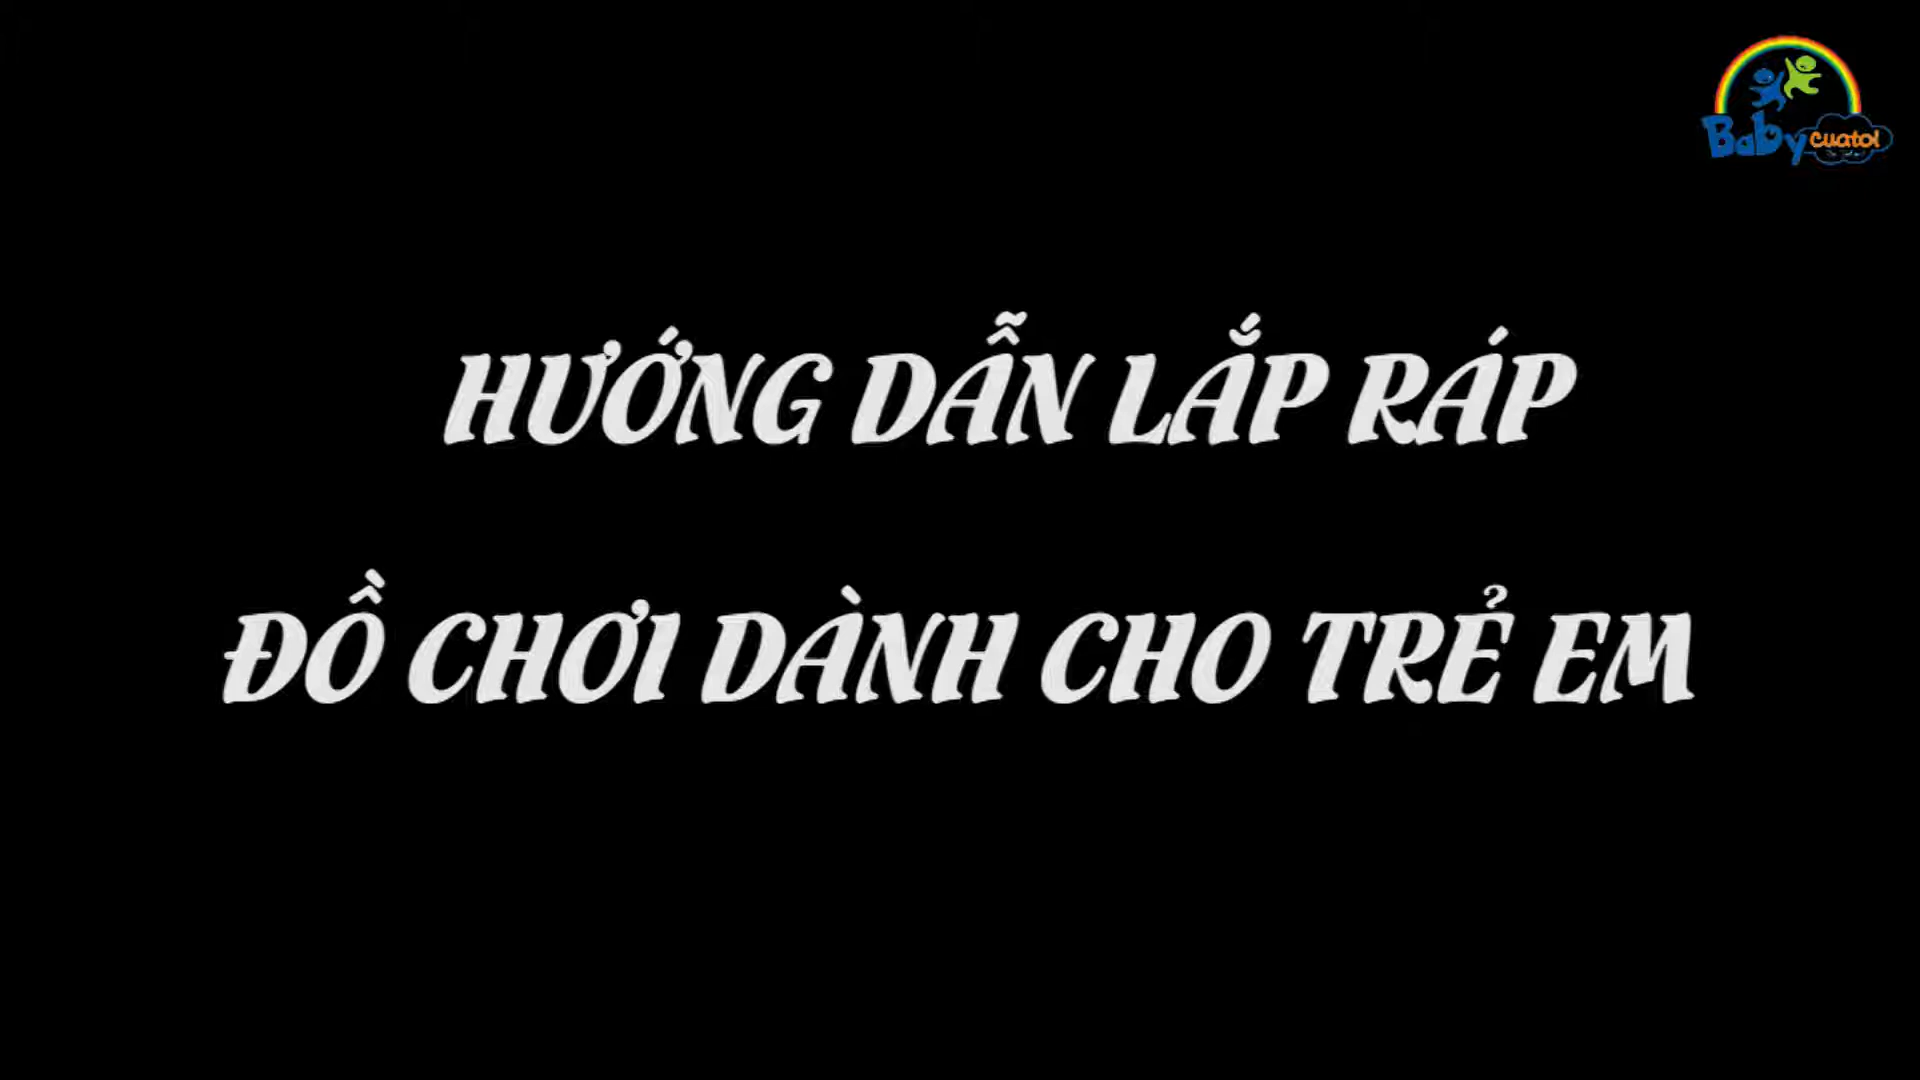 Baby cuatoi
HƯỚNG DẪN LẮP RÁP
ĐỒ CHƠI DÀNH CHO TRẺ EM